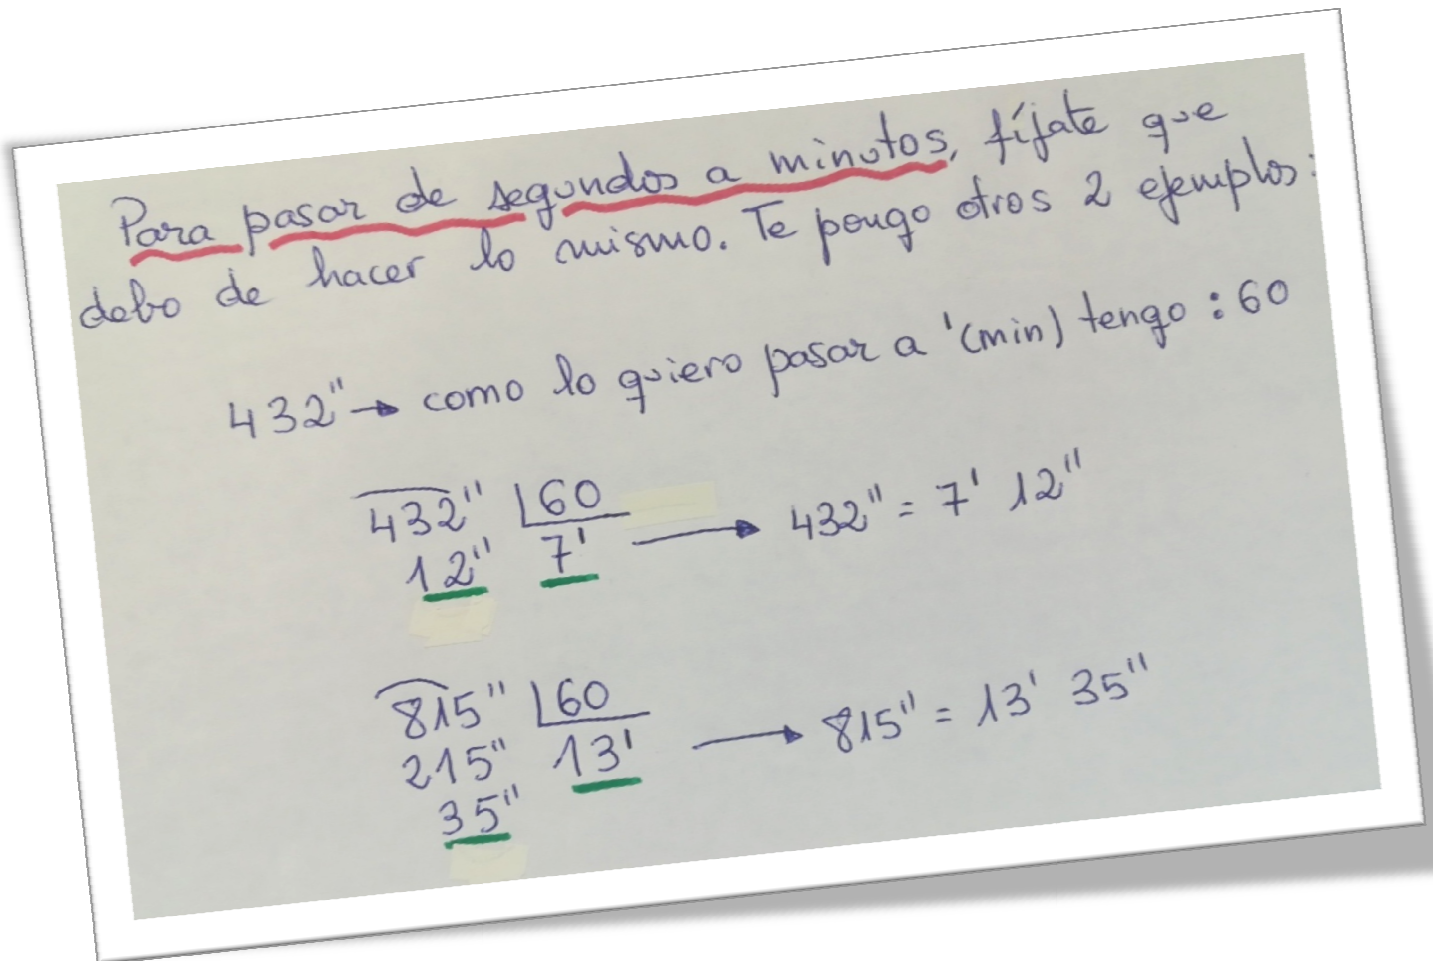 Para pasar de segundos a minutos, fíjate que
debo de hacer lo mismo. Te pongo otros 2 ejemplos:
432" → como lo quiero pasar a '(min) tengo : 60
432" 60
12" 7' → 432" = 7' 12"
815" 60
215" 13' → 815" = 13' 35"
35"